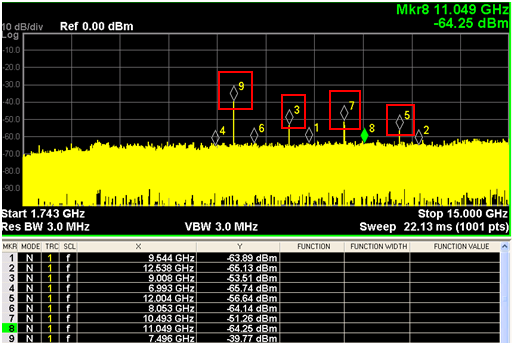 Mkr8 11.049 GHz
10 dB/div Ref 0.00 dBm -64.25 dBm
Log
-10.0
-20.0
-30.0
9
-40.0
3 7
-50.0
5
4 6 1 8 2
-60.0
-70.0
-80.0
-90.0
Start 1.743 GHz Stop 15.000 GHz
Res BW 3.0 MHz VBW 3.0 MHz Sweep 22.13 ms (1001 pts)
MKR MODE TRC SCL X Y FUNCTION FUNCTION WIDTH FUNCTION VALUE
1 N 1 f 9.544 GHz -63.89 dBm
2 N 1 f 12.538 GHz -65.13 dBm
3 N 1 f 9.008 GHz -53.51 dBm
4 N 1 f 6.993 GHz -65.74 dBm
5 N 1 f 12.004 GHz -56.64 dBm
6 N 1 f 8.053 GHz -64.14 dBm
7 N 1 f 10.493 GHz -51.26 dBm
8 N 1 f 11.049 GHz -64.25 dBm
9 N 1 f 7.496 GHz -39.77 dBm